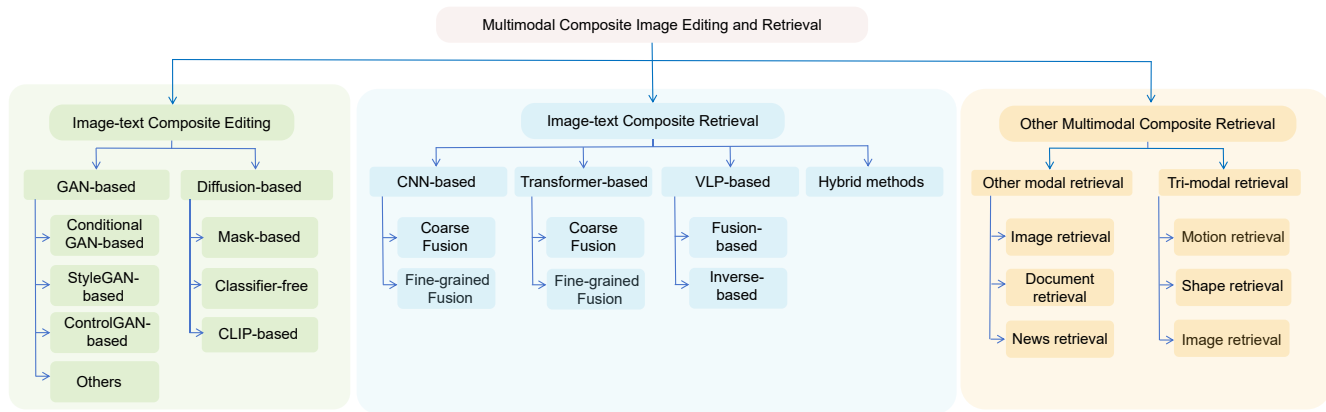 Multimodal Composite Image Editing and Retrieval
Image-text Composite Editing
GAN-based
Conditional
GAN-based
StyleGAN-
based
ControlGAN-
based
Others
Diffusion-based
Mask-based
Classifier-free
CLIP-based
Image-text Composite Retrieval
CNN-based
Coarse
Fusion
Fine-grained
Fusion
Transformer-based
Coarse
Fusion
Fine-grained
Fusion
VLP-based
Fusion-
based
Inverse-
based
Hybrid methods
Other Multimodal Composite Retrieval
Other modal retrieval
Image retrieval
Document
retrieval
News retrieval
Tri-modal retrieval
Motion retrieval
Shape retrieval
Image retrieval